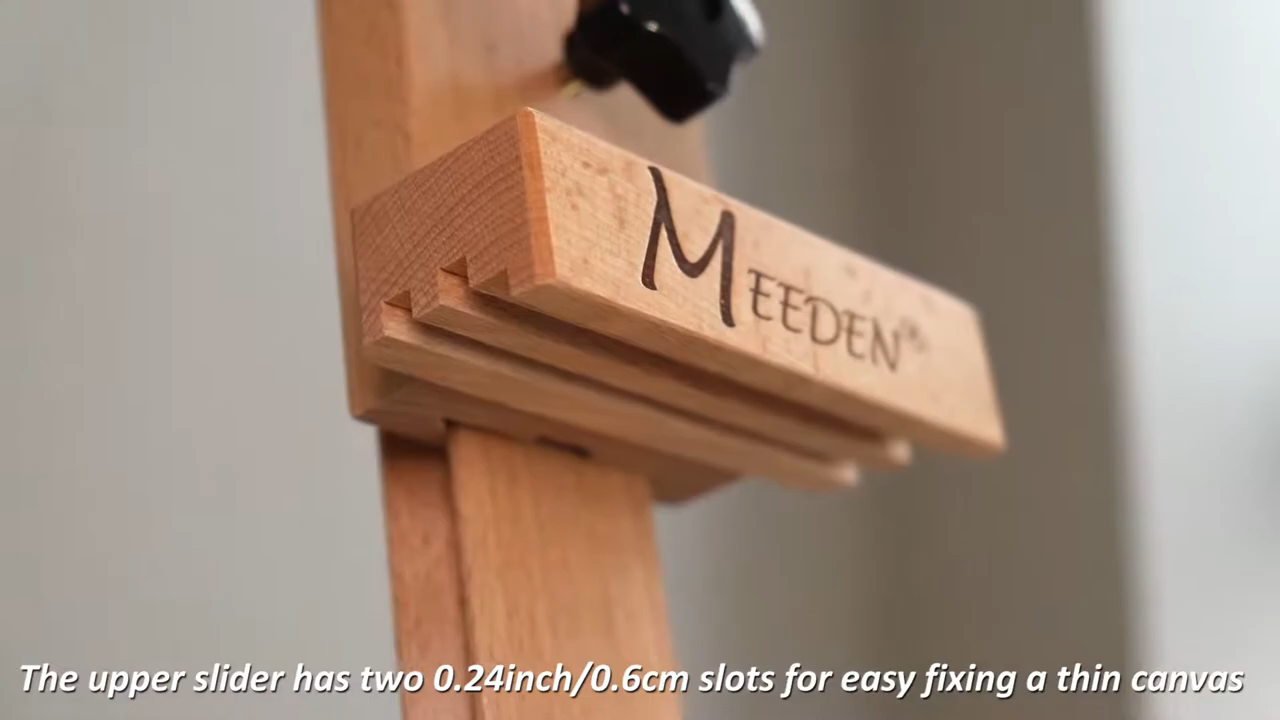 MEEDEN®
The upper slider has two 0.24inch/0.6cm slots for easy fixing a thin canvas